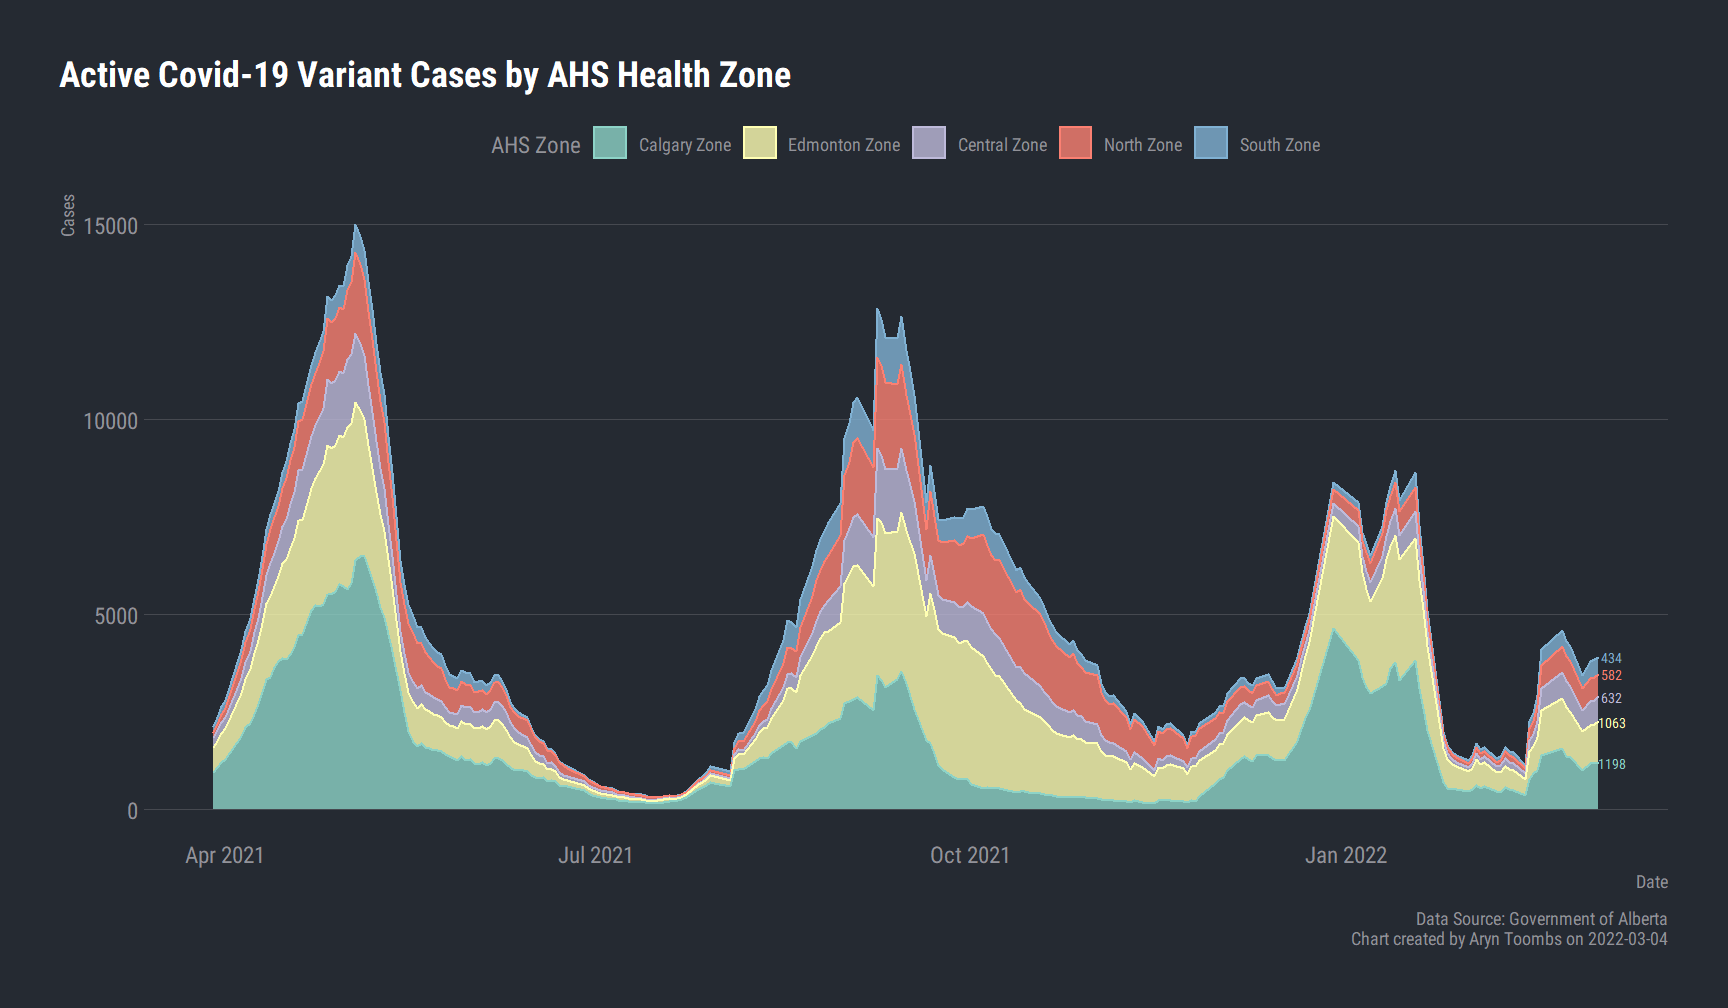 Active Covid-19 Variant Cases by AHS Health Zone
AHS Zone Calgary Zone Edmonton Zone Central Zone North Zone South Zone
Cases
15000
10000
5000
0
434
582
632
1063
1198
Apr 2021 Jul 2021 Oct 2021 Jan 2022
Date
Data Source: Government of Alberta
Chart created by Aryn Toombs on 2022-03-04